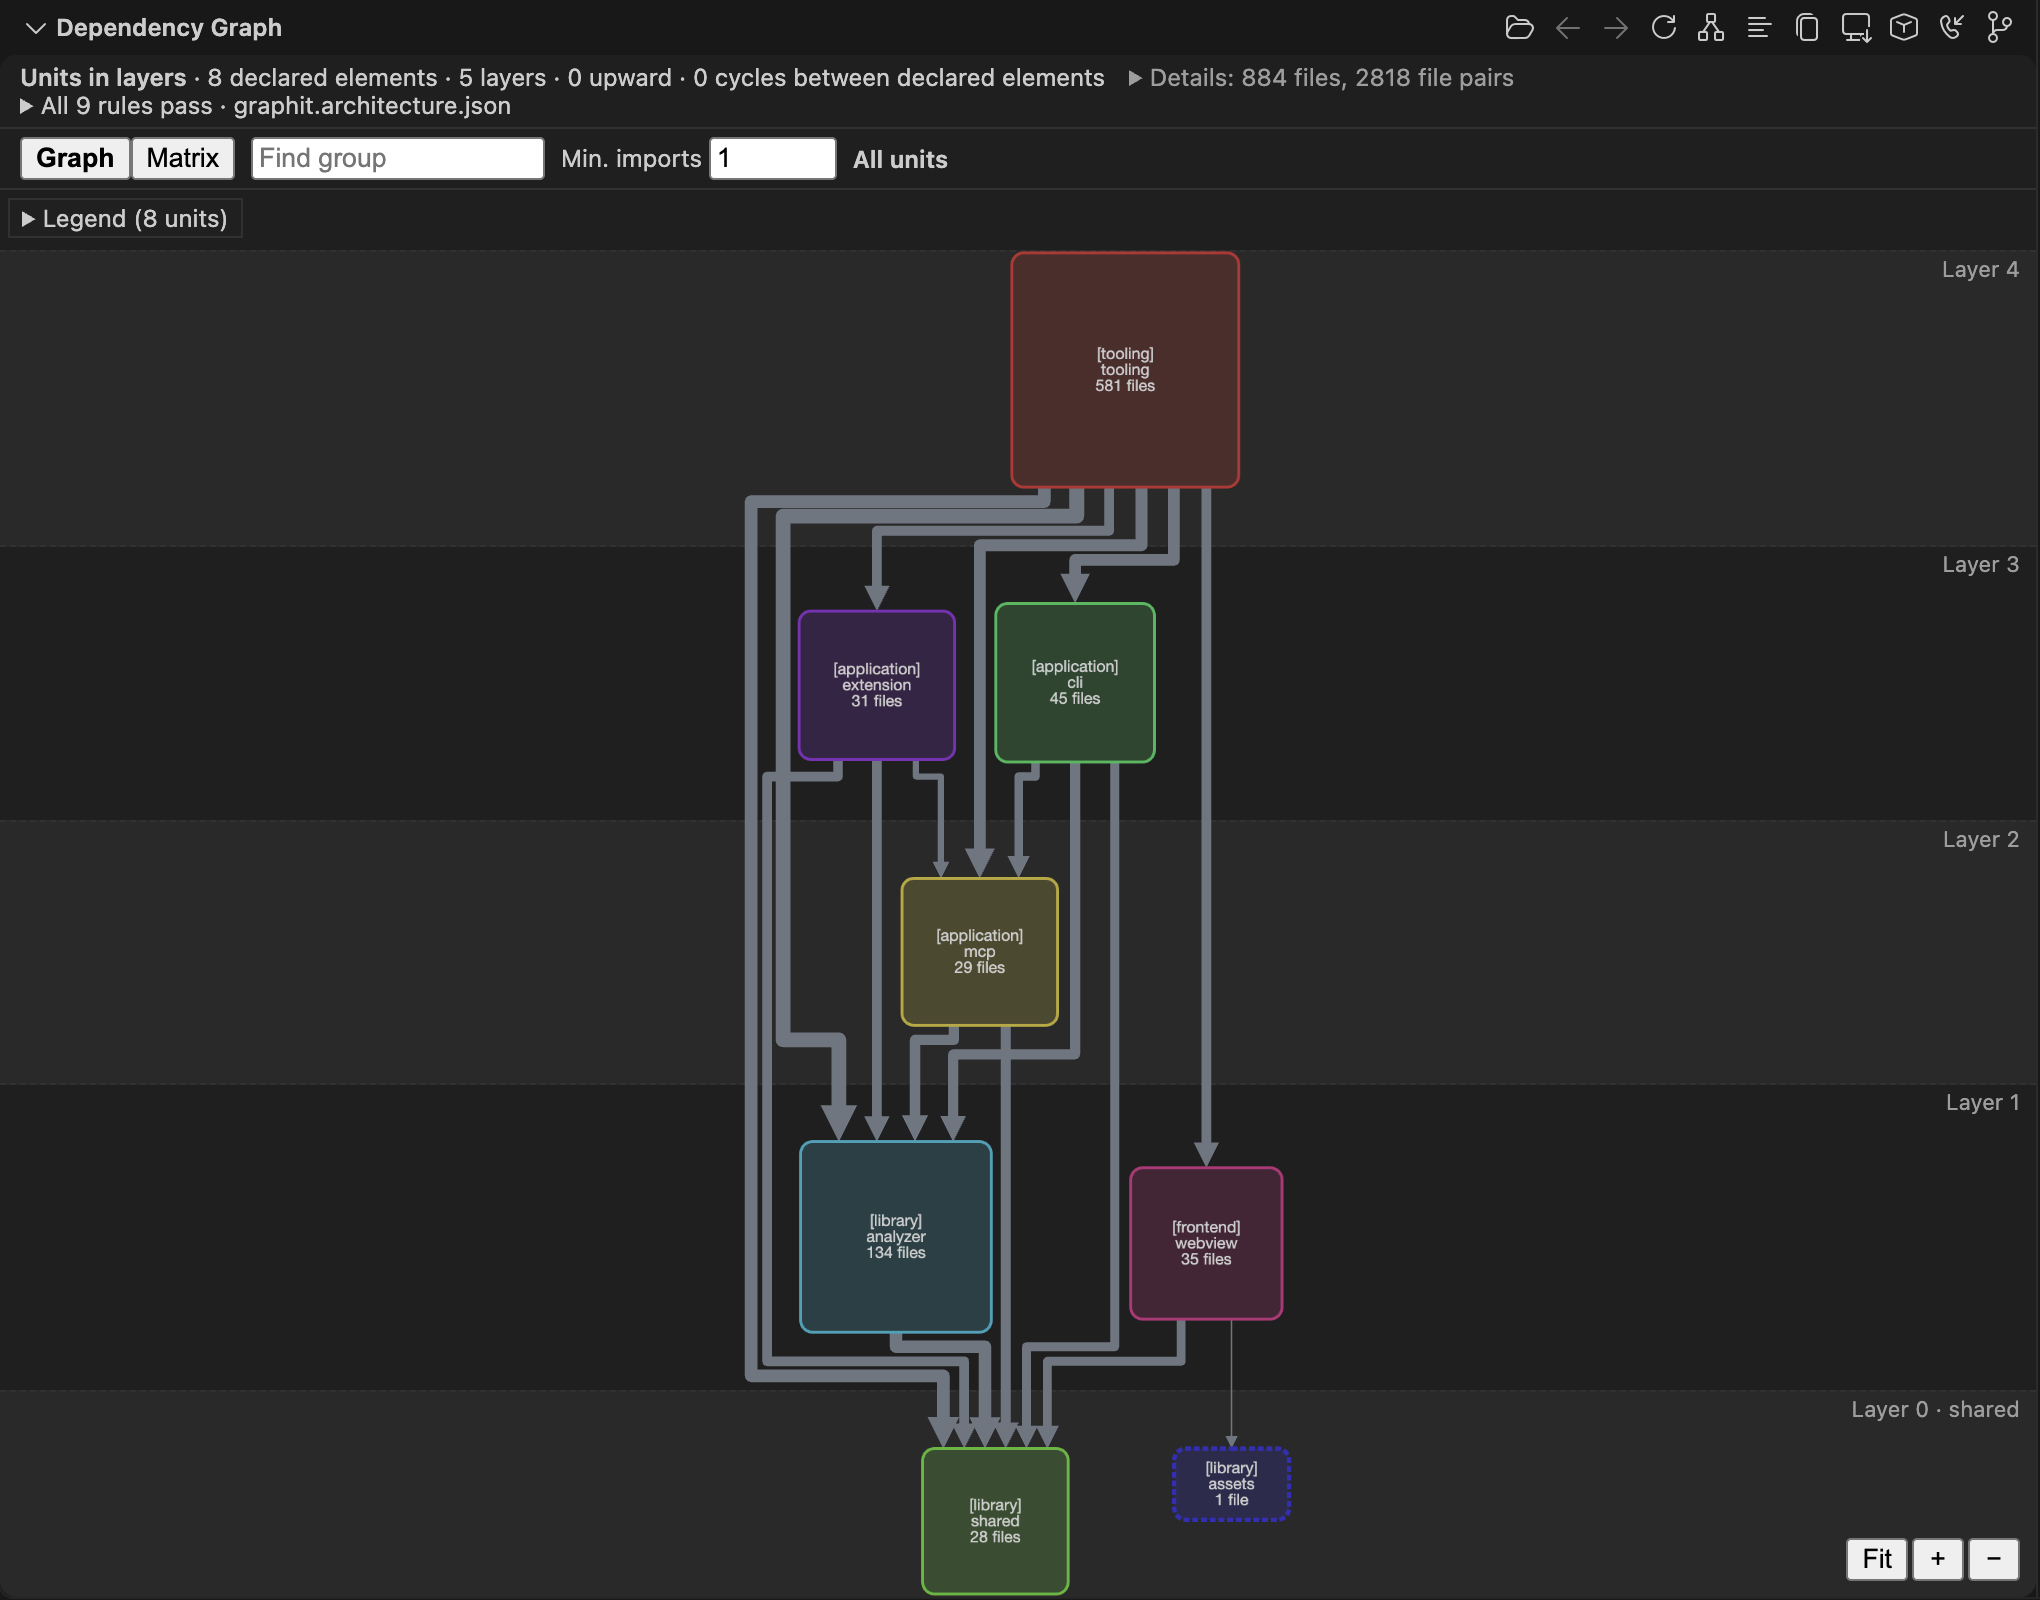 Dependency Graph
Units in layers · 8 declared elements · 5 layers · 0 upward · 0 cycles between declared elements ▶ Details: 884 files, 2818 file pairs
▶ All 9 rules pass · graphit.architecture.json
Graph Matrix Find group Min. imports 1 All units
▶ Legend (8 units)
Layer 4
[tooling]
tooling
581 files
Layer 3
[application]
extension
31 files
[application]
cli
45 files
Layer 2
[application]
mcp
29 files
Layer 1
[library]
analyzer
134 files
[frontend]
webview
35 files
Layer 0 · shared
[library]
shared
28 files
[library]
assets
1 file
Fit + −